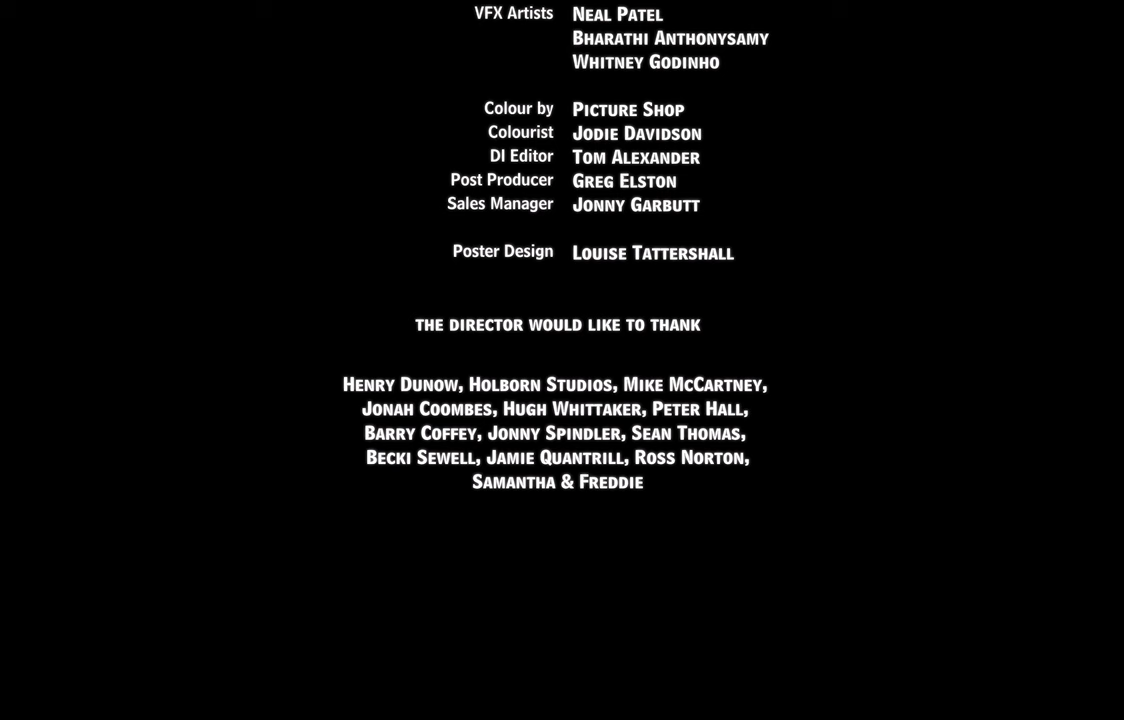 VFX Artists Neal Patel
Bharathi Anthonysamy
Whitney Godinho
Colour by Picture Shop
Colourist Jodie Davidson
DI Editor Tom Alexander
Post Producer Greg Elston
Sales Manager Jonny Garbutt
Poster Design Louise Tattershall
THE DIRECTOR WOULD LIKE TO THANK
Henry Dunow, Holborn Studios, Mike McCartney,
Jonah Coombes, Hugh Whittaker, Peter Hall,
Barry Coffey, Jonny Spindler, Sean Thomas,
Becki Sewell, Jamie Quantrill, Ross Norton,
Samantha & Freddie